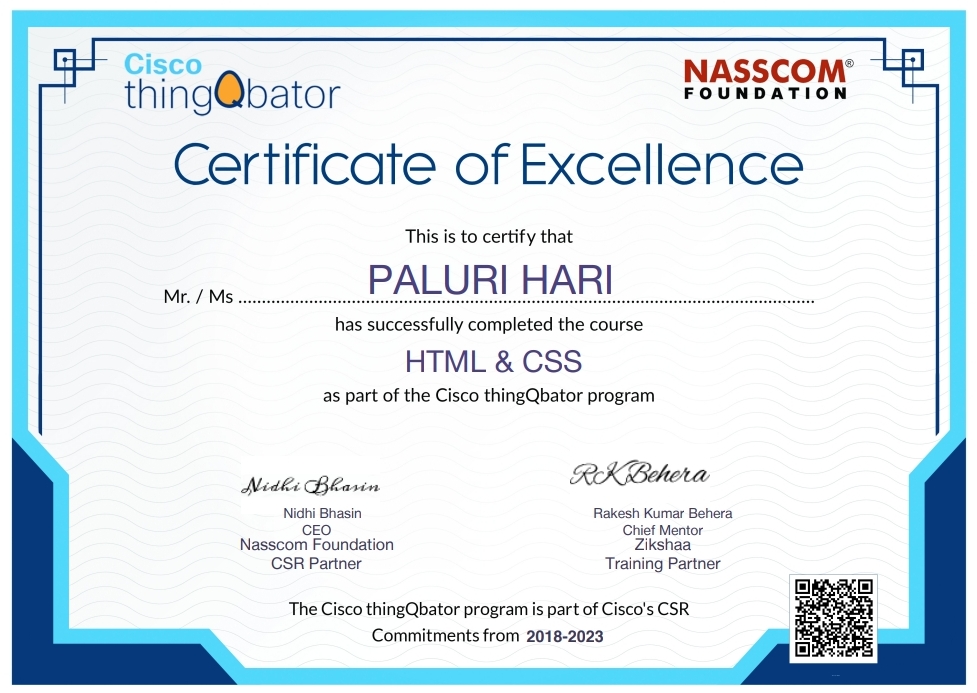 Cisco
thingQbator
NASSCOM®
FOUNDATION
Certificate of Excellence
This is to certify that
PALURI HARI
Mr. / Ms ........................................................................................................................
has successfully completed the course
HTML & CSS
as part of the Cisco thingQbator program
Nidhi Bhasin
Nidhi Bhasin
CEO
Nasscom Foundation
CSR Partner
RKBehera
Rakesh Kumar Behera
Chief Mentor
Zikshaa
Training Partner
The Cisco thingQbator program is part of Cisco's CSR
Commitments from 2018-2023